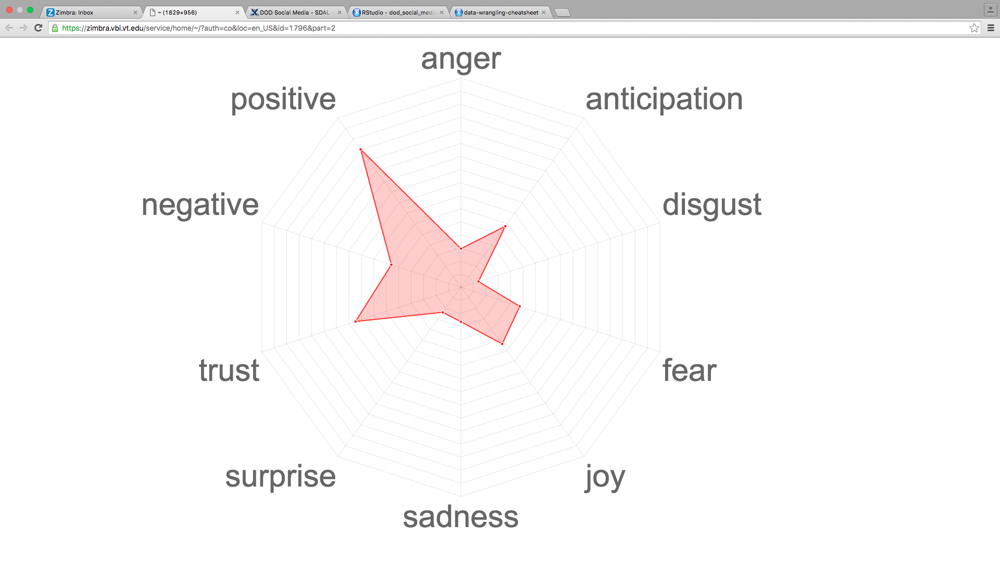 Zimbra: Inbox
~ (1829×956)
DOD Social Media - SDAL -
RStudio - dod_social_medi
data-wrangling-cheatsheet
https://zimbra.vbi.vt.edu/service/home/~/?auth=co&loc=en_US&id=1796&part=2
anger
positive
anticipation
negative
disgust
trust
fear
surprise
joy
sadness